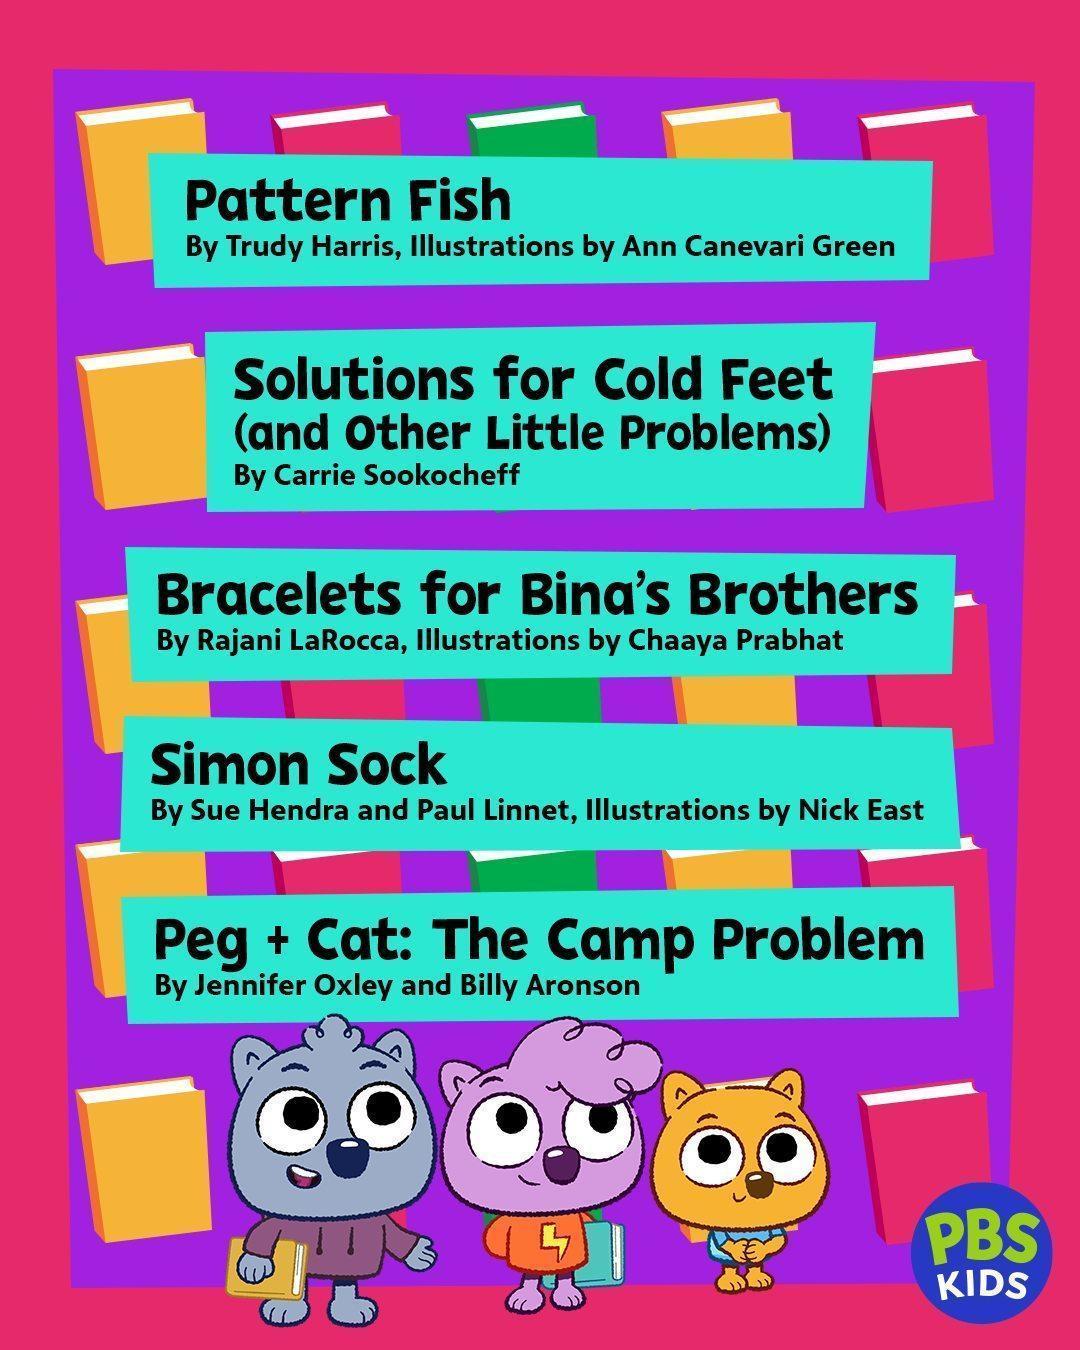 Pattern Fish
By Trudy Harris, Illustrations by Ann Canevari Green
Solutions for Cold Feet
(and Other Little Problems)
By Carrie Sookocheff
Bracelets for Bina's Brothers
By Rajani LaRocca, Illustrations by Chaaya Prabhat
Simon Sock
By Sue Hendra and Paul Linnet, Illustrations by Nick East
Peg + Cat: The Camp Problem
By Jennifer Oxley and Billy Aronson
PBS
KIDS